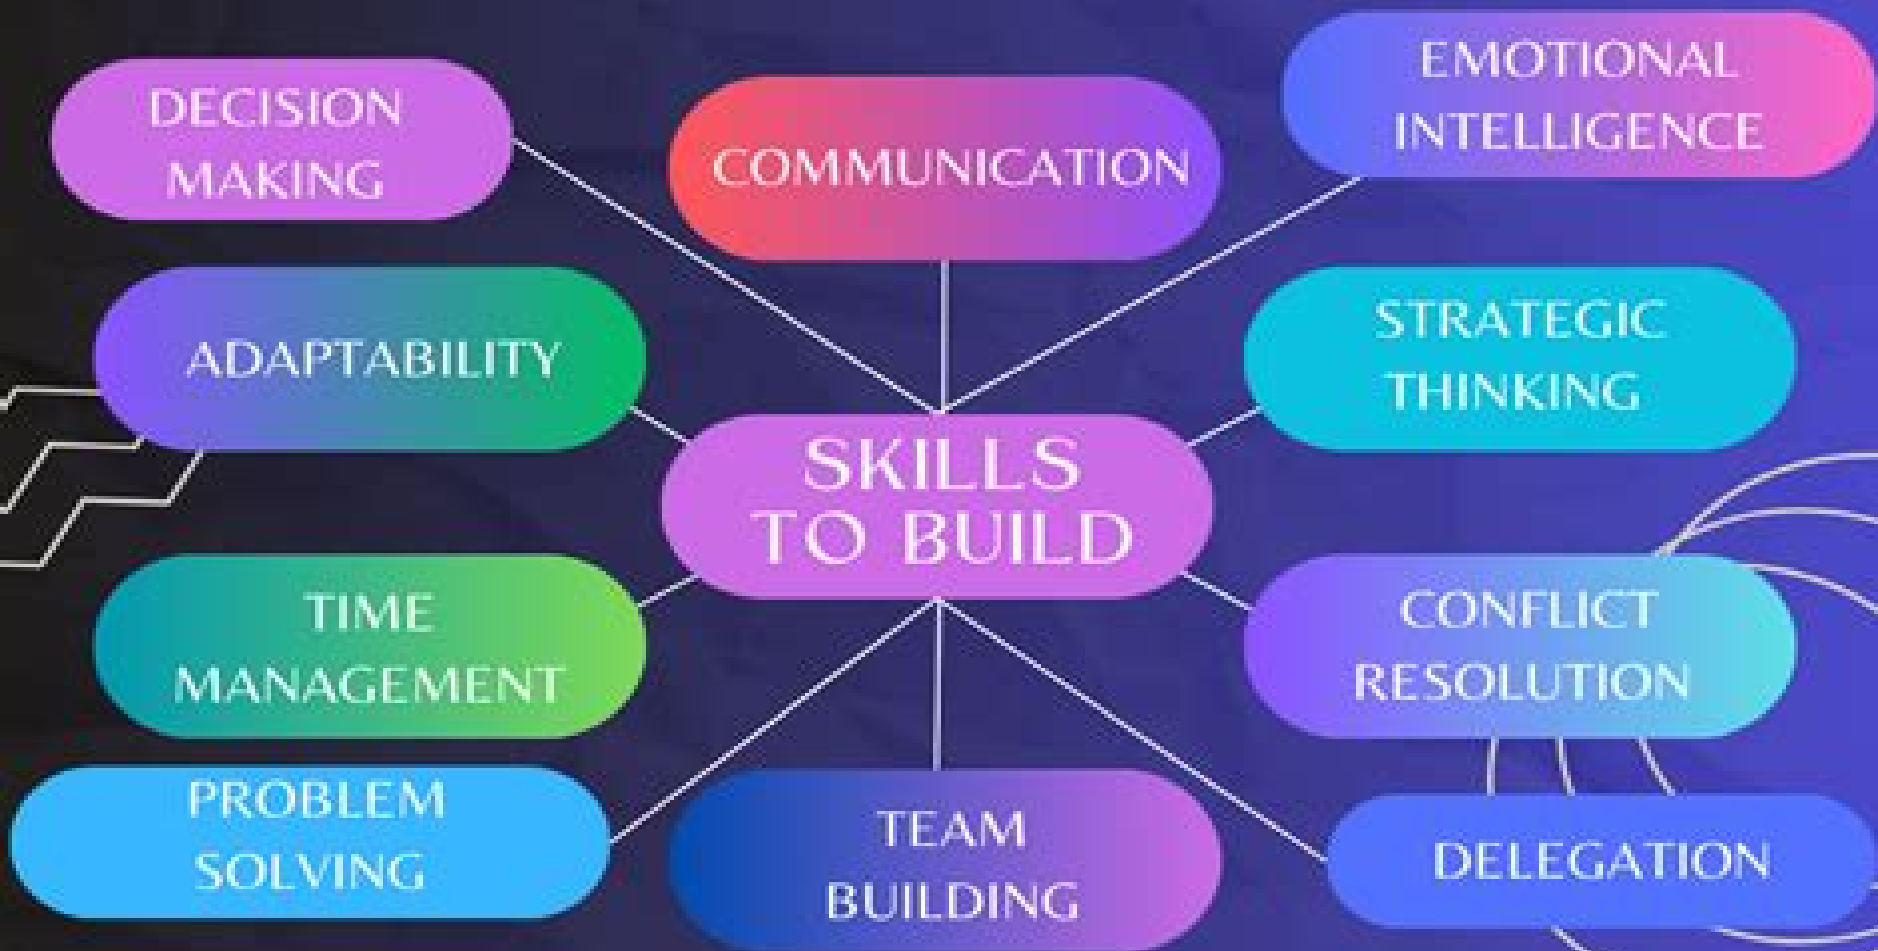 DECISION
MAKING
COMMUNICATION
EMOTIONAL
INTELLIGENCE
ADAPTABILITY
STRATEGIC
THINKING
SKILLS
TO BUILD
TIME
MANAGEMENT
CONFLICT
RESOLUTION
PROBLEM
SOLVING
TEAM
BUILDING
DELEGATION